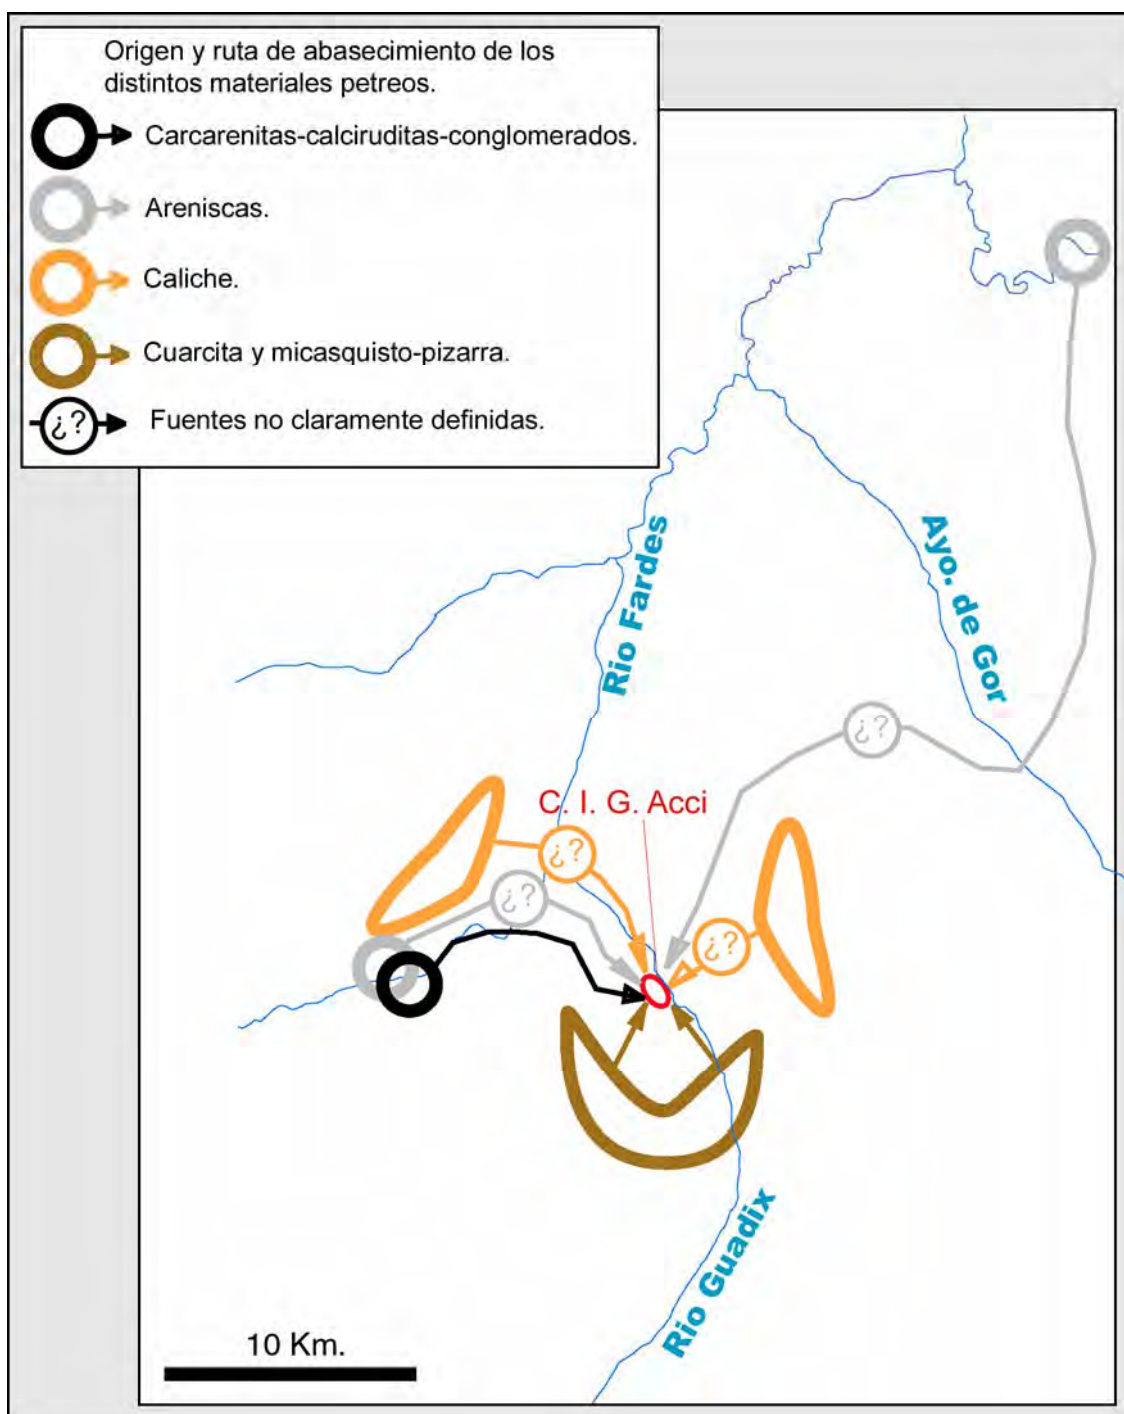 Origen y ruta de abasecimiento de los
distintos materiales petreos.
Carcarenitas-calciruditas-conglomerados.
Areniscas.
Caliche.
Cuarcita y micasquisto-pizarra.
¿? Fuentes no claramente definidas.
Rio Fardes
Ayo. de Gor
¿?
C. I. G. Acci
¿?
¿?
¿?
Rio Guadix
10 Km.